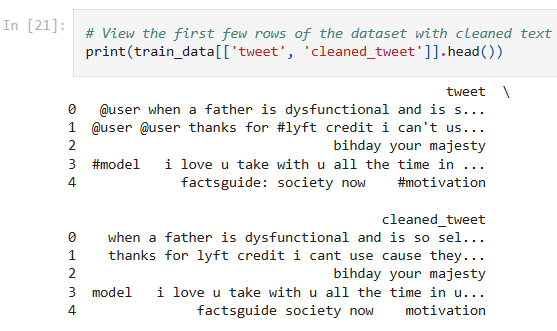 In [21]:
# View the first few rows of the dataset with cleaned text
print(train_data[['tweet', 'cleaned_tweet']].head())
tweet \
0 @user when a father is dysfunctional and is s...
1 @user @user thanks for #lyft credit i can't us...
2 bihday your majesty
3 #model i love u take with u all the time in ...
4 factsguide: society now #motivation
cleaned_tweet
0 when a father is dysfunctional and is so sel...
1 thanks for lyft credit i cant use cause they...
2 bihday your majesty
3 model i love u take with u all the time in u...
4 factsguide society now motivation